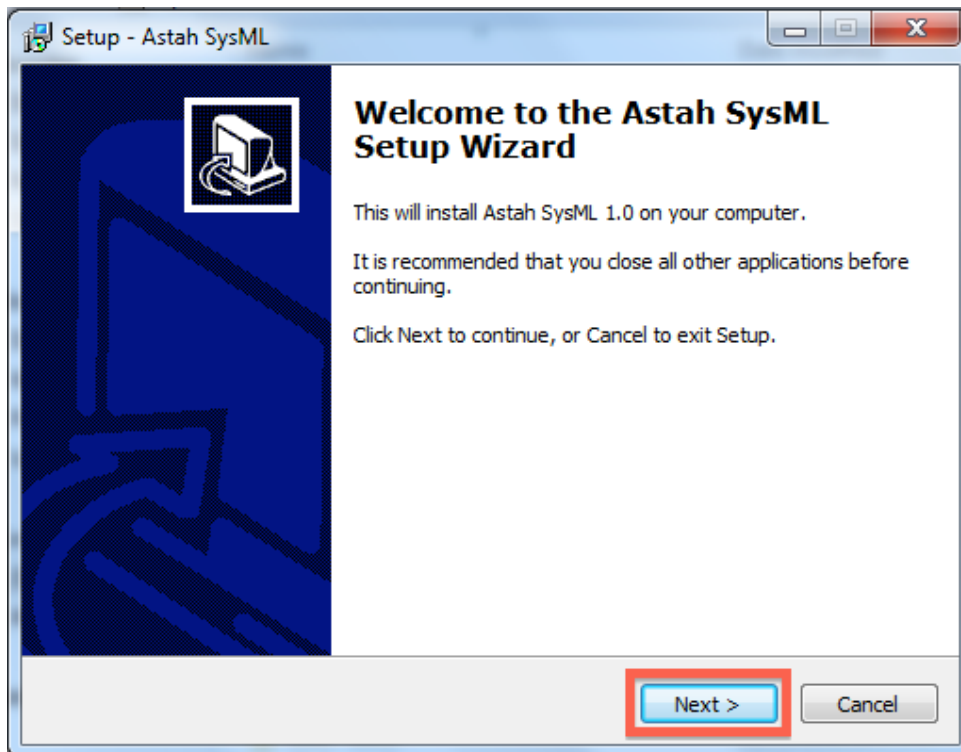 Setup - Astah SysML
Welcome to the Astah SysML
Setup Wizard
This will install Astah SysML 1.0 on your computer.
It is recommended that you close all other applications before
continuing.
Click Next to continue, or Cancel to exit Setup.
Next >
Cancel